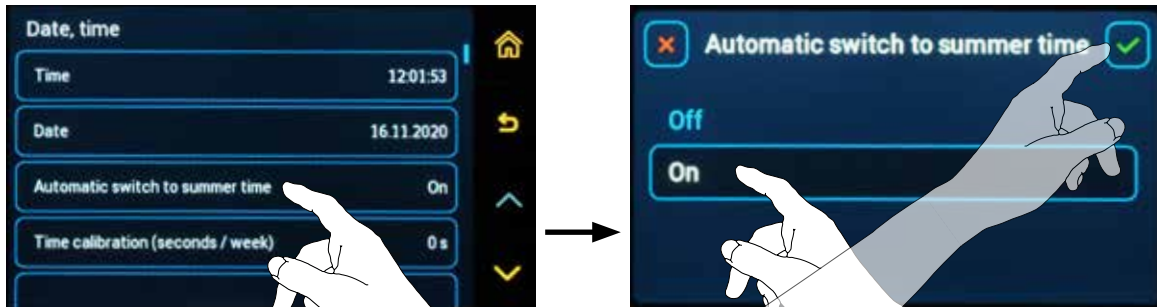 Date, time
Time 12:01:53
Date 16.11.2020
Automatic switch to summer time On
Time calibration (seconds / week) 0 s
Automatic switch to summer time
Off
On